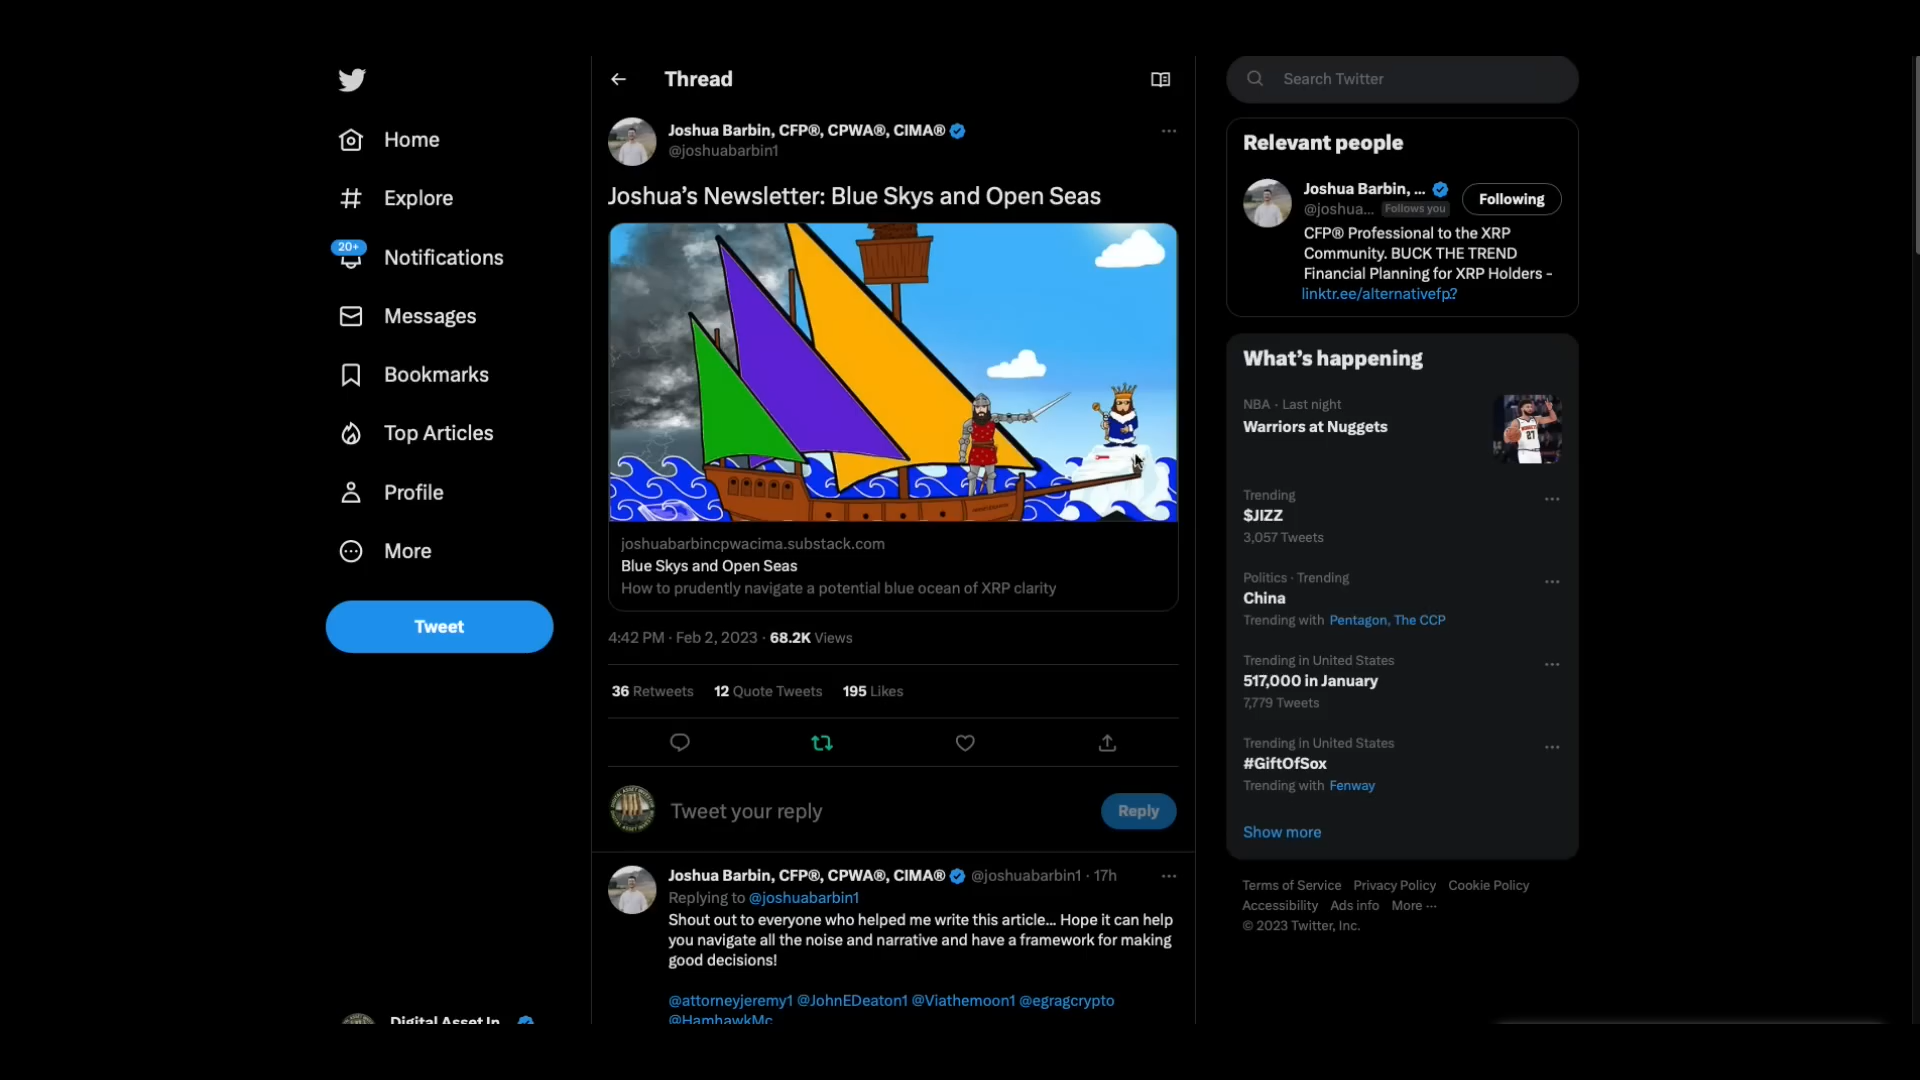 Home
Explore
20+
Notifications
Messages
Bookmarks
Top Articles
Profile
More
Tweet
Digital Asset In
Thread
Joshua Barbin, CFP®, CPWA®, CIMA®
@joshuabarbin1
Joshua’s Newsletter: Blue Skys and Open Seas
joshuabarbincpwacima.substack.com
Blue Skys and Open Seas
How to prudently navigate a potential blue ocean of XRP clarity
4:42 PM · Feb 2, 2023 · 68.2K Views
36 Retweets 12 Quote Tweets 195 Likes
Tweet your reply
Reply
Joshua Barbin, CFP®, CPWA®, CIMA® @joshuabarbin1 · 17h
Replying to @joshuabarbin1
Shout out to everyone who helped me write this article... Hope it can help
you navigate all the noise and narrative and have a framework for making
good decisions!
@attorneyjeremy1 @JohnEDeaton1 @Viathemoon1 @egragcrypto
@HamhawkMc
Search Twitter
Relevant people
Joshua Barbin, ...
@joshua... Follows you
Following
CFP® Professional to the XRP
Community. BUCK THE TREND
Financial Planning for XRP Holders -
linktr.ee/alternativefp?
What’s happening
NBA · Last night
Warriors at Nuggets
Trending
$JIZZ
3,057 Tweets
Politics · Trending
China
Trending with Pentagon, The CCP
Trending in United States
517,000 in January
7,779 Tweets
Trending in United States
#GiftOfSox
Trending with Fenway
Show more
Terms of Service Privacy Policy Cookie Policy
Accessibility Ads info More ···
© 2023 Twitter, Inc.